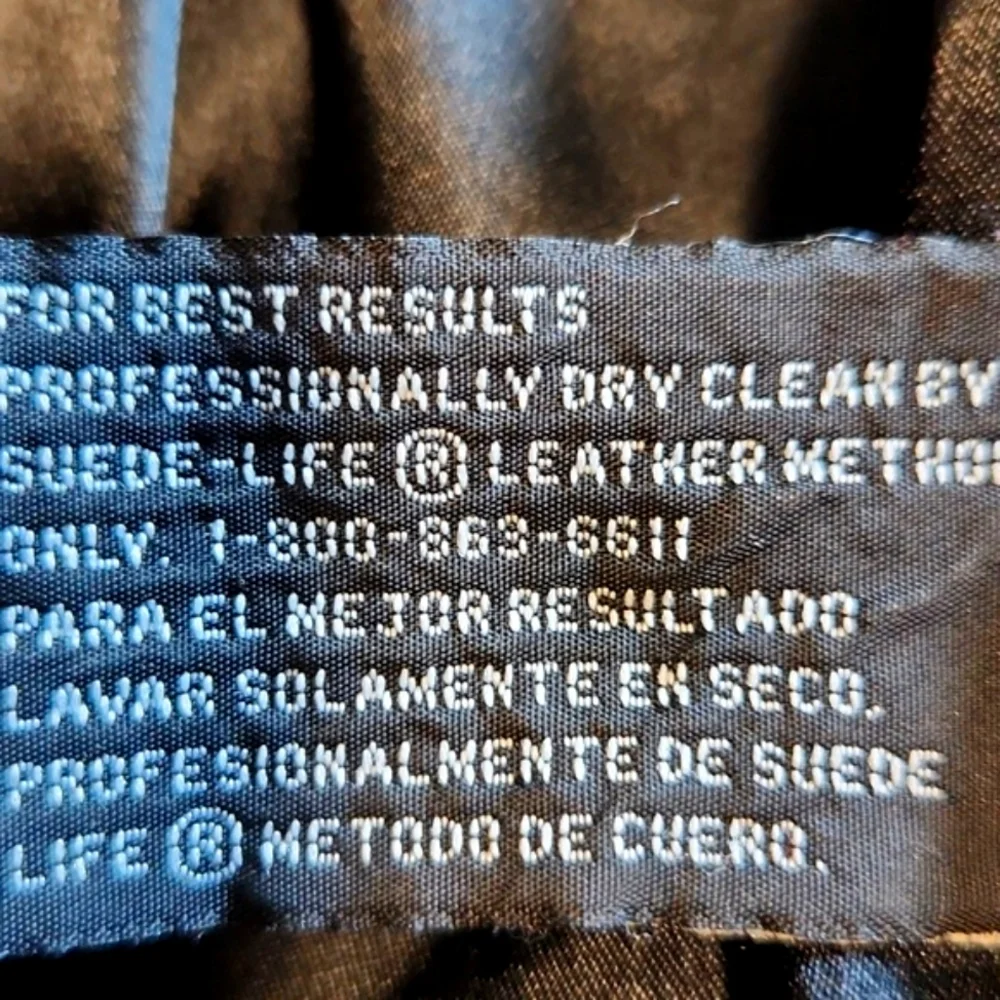 FOR BEST RESULTS
PROFESSIONALLY DRY CLEAN BY
SUEDE-LIFE ® LEATHER METHOD
ONLY. 1-800-863-6611
PARA EL MEJOR RESULTADO
LAVAR SOLAMENTE EN SECO.
PROFESIONALMENTE DE SUEDE
LIFE ® METODO DE CUERO.